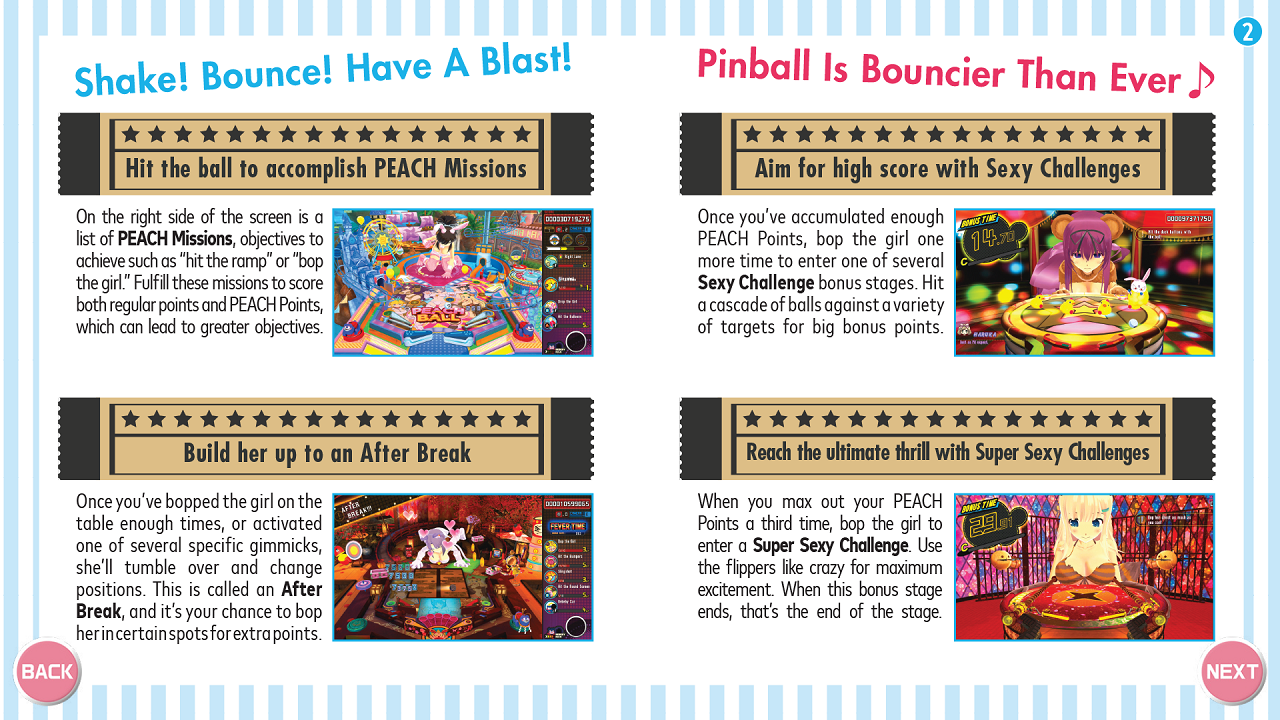 2
Shake! Bounce! Have A Blast!
Hit the ball to accomplish PEACH Missions
On the right side of the screen is a
list of PEACH Missions, objectives to
achieve such as “hit the ramp” or “bop
the girl.” Fulfill these missions to score
both regular points and PEACH Points,
which can lead to greater objectives.
PEACH
BALL
Build her up to an After Break
Once you’ve bopped the girl on the
table enough times, or activated
one of several specific gimmicks,
she’ll tumble over and change
positions. This is called an After
Break, and it’s your chance to bop
her in certain spots for extra points.
AFTER
BREAK!!!
000010599065
FEVER TIME
Pinball Is Bouncier Than Ever♪
Aim for high score with Sexy Challenges
Once you’ve accumulated enough
PEACH Points, bop the girl one
more time to enter one of several
Sexy Challenge bonus stages. Hit
a cascade of balls against a variety
of targets for big bonus points.
BONUS TIME
000097371750
HARUKA
Reach the ultimate thrill with Super Sexy Challenges
When you max out your PEACH
Points a third time, bop the girl to
enter a Super Sexy Challenge. Use
the flippers like crazy for maximum
excitement. When this bonus stage
ends, that’s the end of the stage.
BONUS TIME
BACK
NEXT